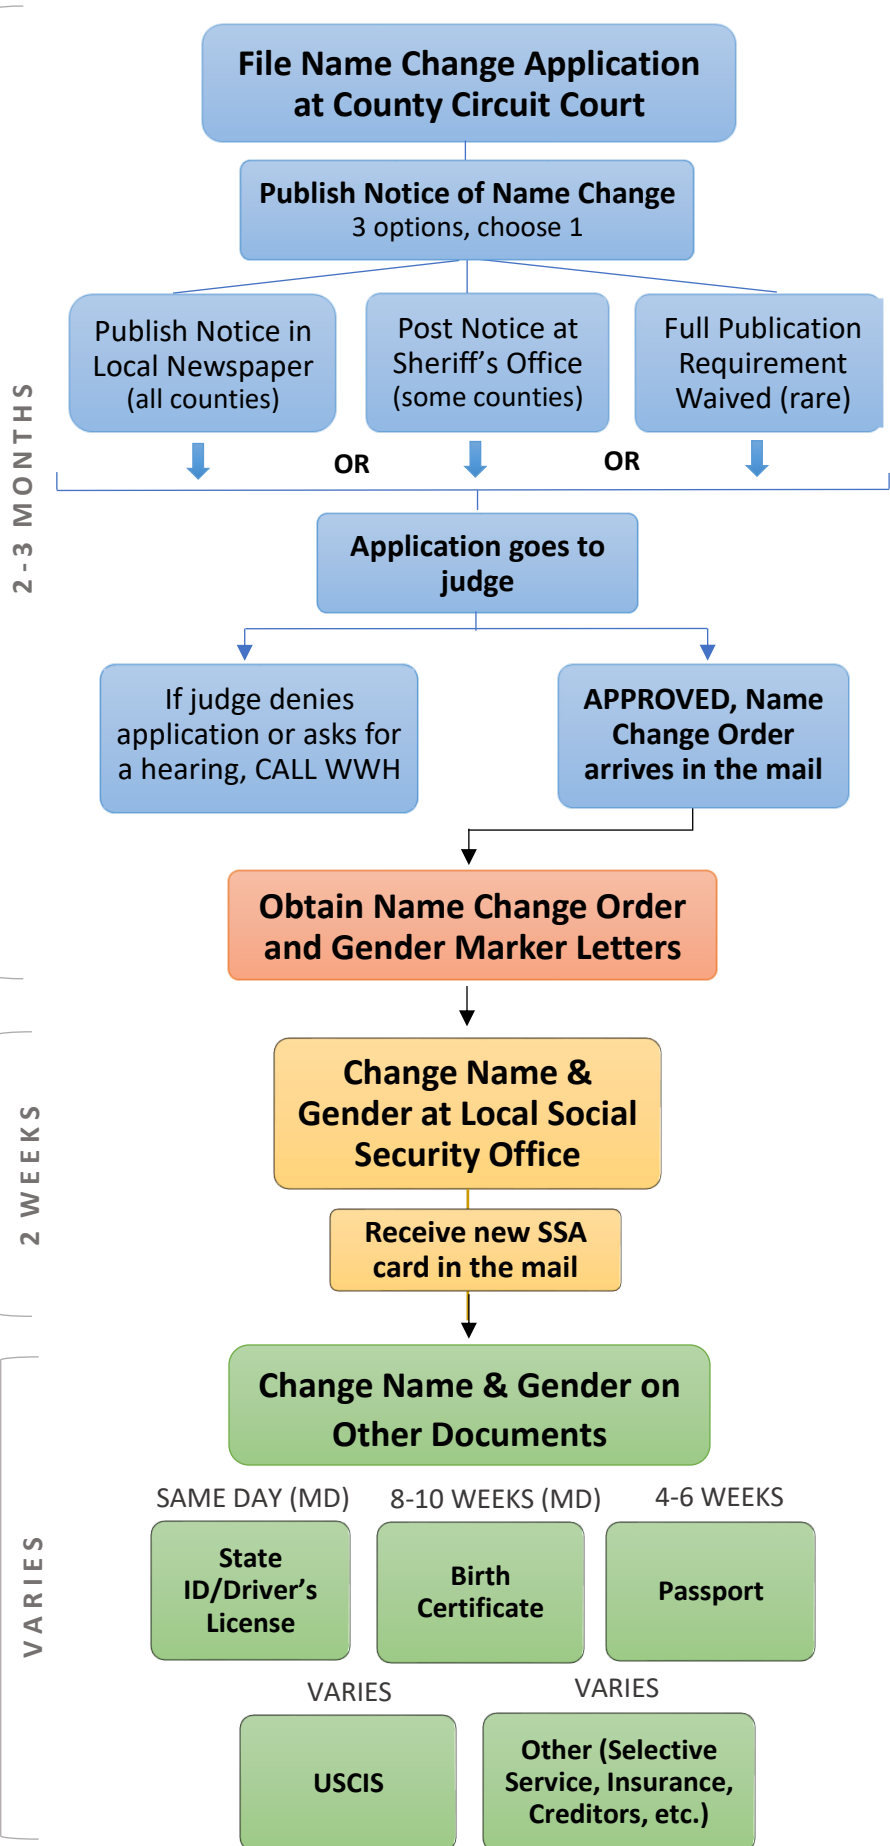 File Name Change Application
at County Circuit Court
Publish Notice of Name Change
3 options, choose 1
Publish Notice in
Local Newspaper
(all counties)
Post Notice at
Sheriff's Office
(some counties)
Full Publication
Requirement
Waived (rare)
OR
OR
2-3 MONTHS
Application goes to
judge
If judge denies
application or asks for
a hearing, CALL WWH
APPROVED, Name
Change Order
arrives in the mail
Obtain Name Change Order
and Gender Marker Letters
2 WEEKS
Change Name &
Gender at Local Social
Security Office
Receive new SSA
card in the mail
VARIES
Change Name & Gender on
Other Documents
SAME DAY (MD)
State
ID/Driver's
License
8-10 WEEKS (MD)
Birth
Certificate
4-6 WEEKS
Passport
VARIES
USCIS
VARIES
Other (Selective
Service, Insurance,
Creditors, etc.)